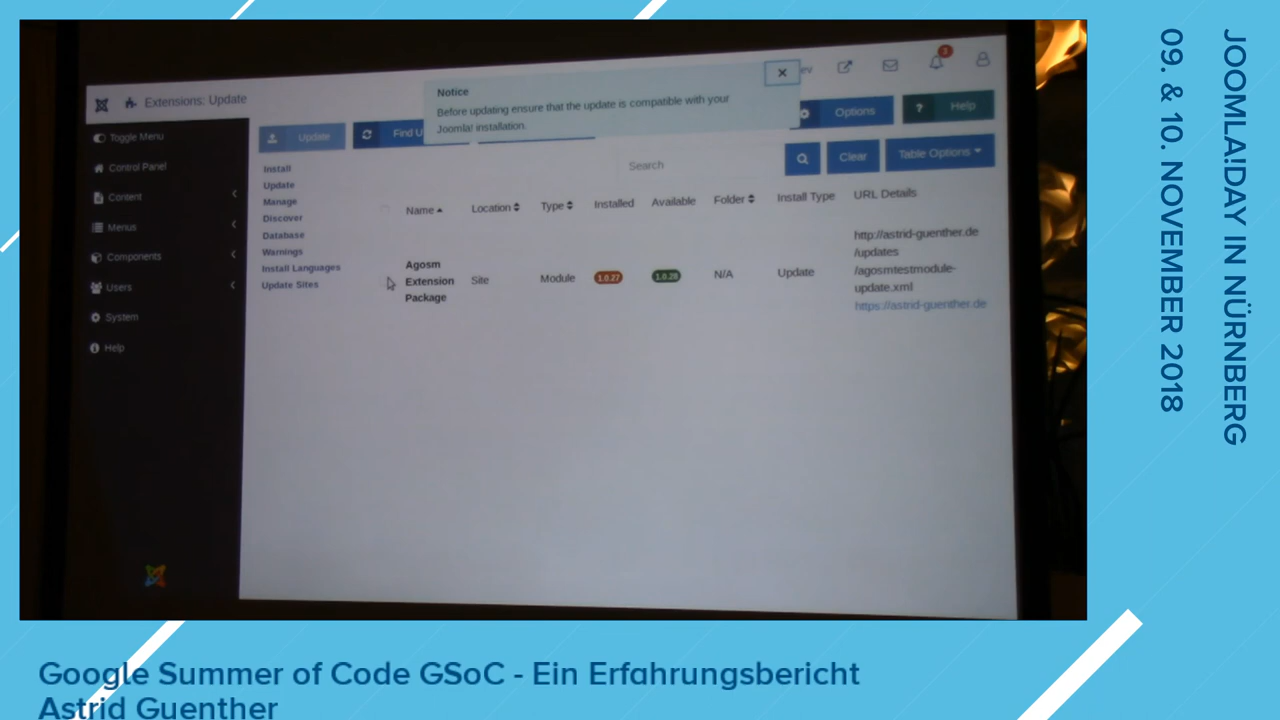 Extensions: Update
Notice
Before updating ensure that the update is compatible with your
Joomla! installation.
3
Update
Find U
Options
Help
Search
Clear
Table Options
Toggle Menu
Control Panel
Content
Menus
Components
Users
System
Help
Install
Update
Manage
Discover
Database
Warnings
Install Languages
Update Sites
Name
Location
Type
Installed
Available
Folder
Install Type
URL Details
Agosm
Extension
Package
Site
Module
1.0.27
1.0.28
N/A
Update
http://astrid-guenther.de
/updates
/agosmtestmodule-
update.xml
https://astrid-guenther.de
JOOMLA!DAY IN NÜRNBERG
09. & 10. NOVEMBER 2018
Google Summer of Code GSoC - Ein Erfahrungsbericht
Astrid Guenther